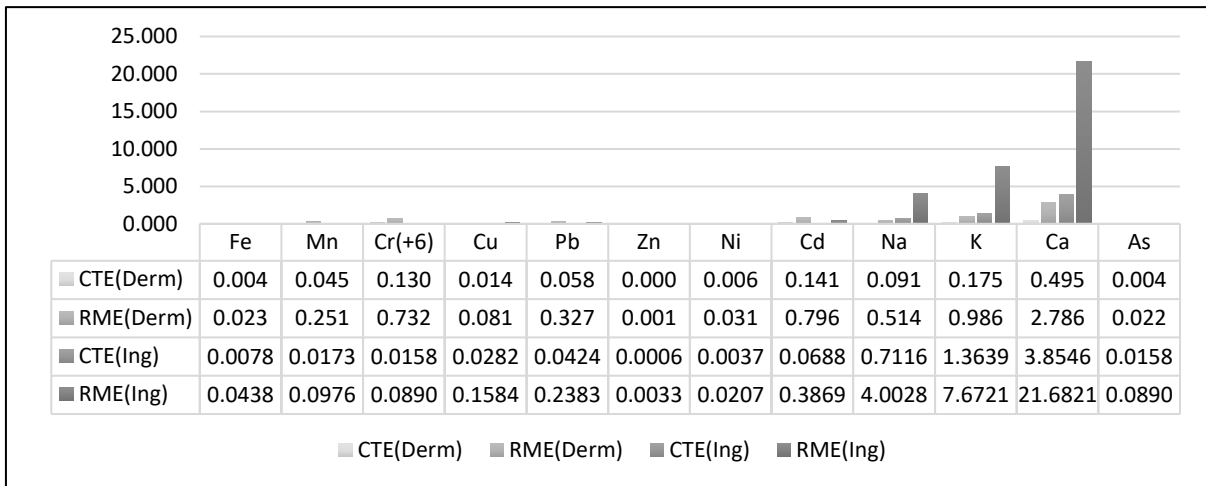 25.000
20.000
15.000
10.000
5.000
0.000
Fe Mn Cr(+6) Cu Pb Zn Ni Cd Na K Ca As
CTE(Derm) 0.004 0.045 0.130 0.014 0.058 0.000 0.006 0.141 0.091 0.175 0.495 0.004
RME(Derm) 0.023 0.251 0.732 0.081 0.327 0.001 0.031 0.796 0.514 0.986 2.786 0.022
CTE(Ing) 0.0078 0.0173 0.0158 0.0282 0.0424 0.0006 0.0037 0.0688 0.7116 1.3639 3.8546 0.0158
RME(Ing) 0.0438 0.0976 0.0890 0.1584 0.2383 0.0033 0.0207 0.3869 4.0028 7.6721 21.6821 0.0890
CTE(Derm) RME(Derm) CTE(Ing) RME(Ing)